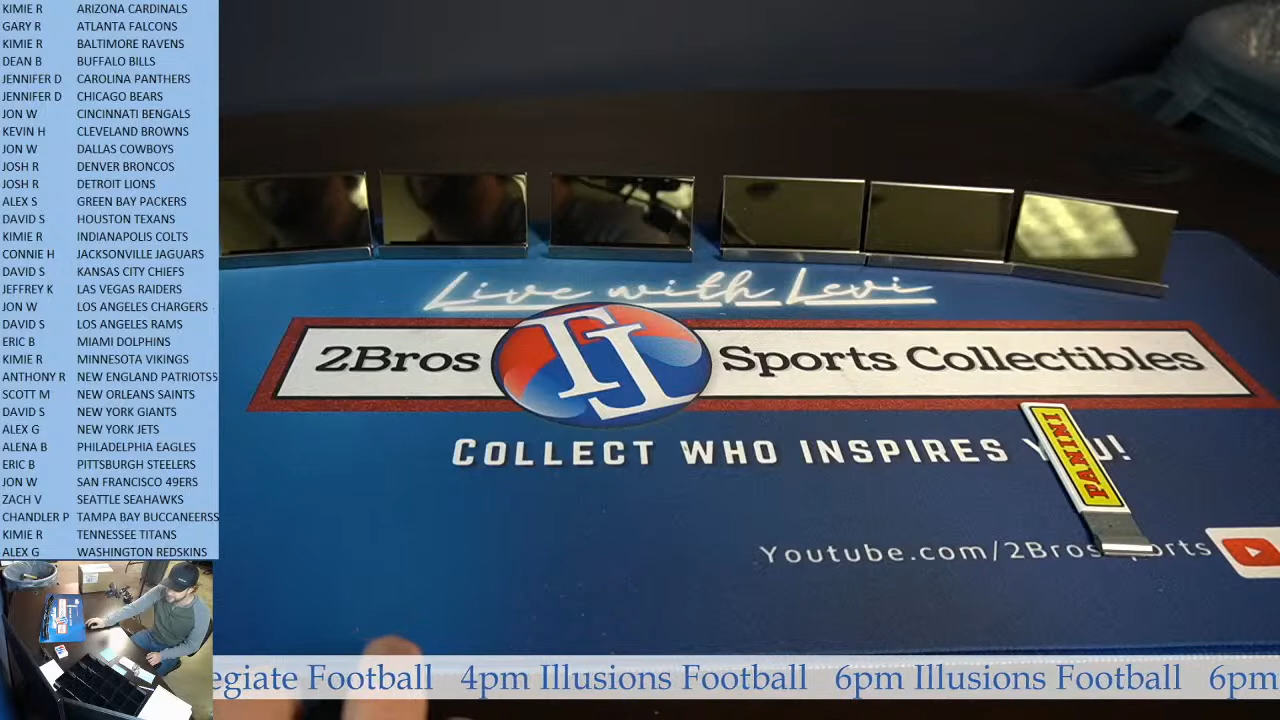 KIMIE R ARIZONA CARDINALS
GARY R ATLANTA FALCONS
KIMIE R BALTIMORE RAVENS
DEAN B BUFFALO BILLS
JENNIFER D CAROLINA PANTHERS
JENNIFER D CHICAGO BEARS
JON W CINCINNATI BENGALS
KEVIN H CLEVELAND BROWNS
JON W DALLAS COWBOYS
JOSH R DENVER BRONCOS
JOSH R DETROIT LIONS
ALEX S GREEN BAY PACKERS
DAVID S HOUSTON TEXANS
KIMIE R INDIANAPOLIS COLTS
CONNIE H JACKSONVILLE JAGUARS
DAVID S KANSAS CITY CHIEFS
JEFFREY K LAS VEGAS RAIDERS
JON W LOS ANGELES CHARGERS
DAVID S LOS ANGELES RAMS
ERIC B MIAMI DOLPHINS
KIMIE R MINNESOTA VIKINGS
ANTHONY R NEW ENGLAND PATRIOTSS
SCOTT M NEW ORLEANS SAINTS
DAVID S NEW YORK GIANTS
ALEX G NEW YORK JETS
ALENA B PHILADELPHIA EAGLES
ERIC B PITTSBURGH STEELERS
JON W SAN FRANCISCO 49ERS
ZACH V SEATTLE SEAHAWKS
CHANDLER P TAMPA BAY BUCCANEERSS
KIMIE R TENNESSEE TITANS
ALEX G WASHINGTON REDSKINS
Live with Levi
2Bros Sports Collectibles
COLLECT WHO INSPIRES
PANINI
egiate Football 4pm Illusions Football 6pm Illusions Football 6pm